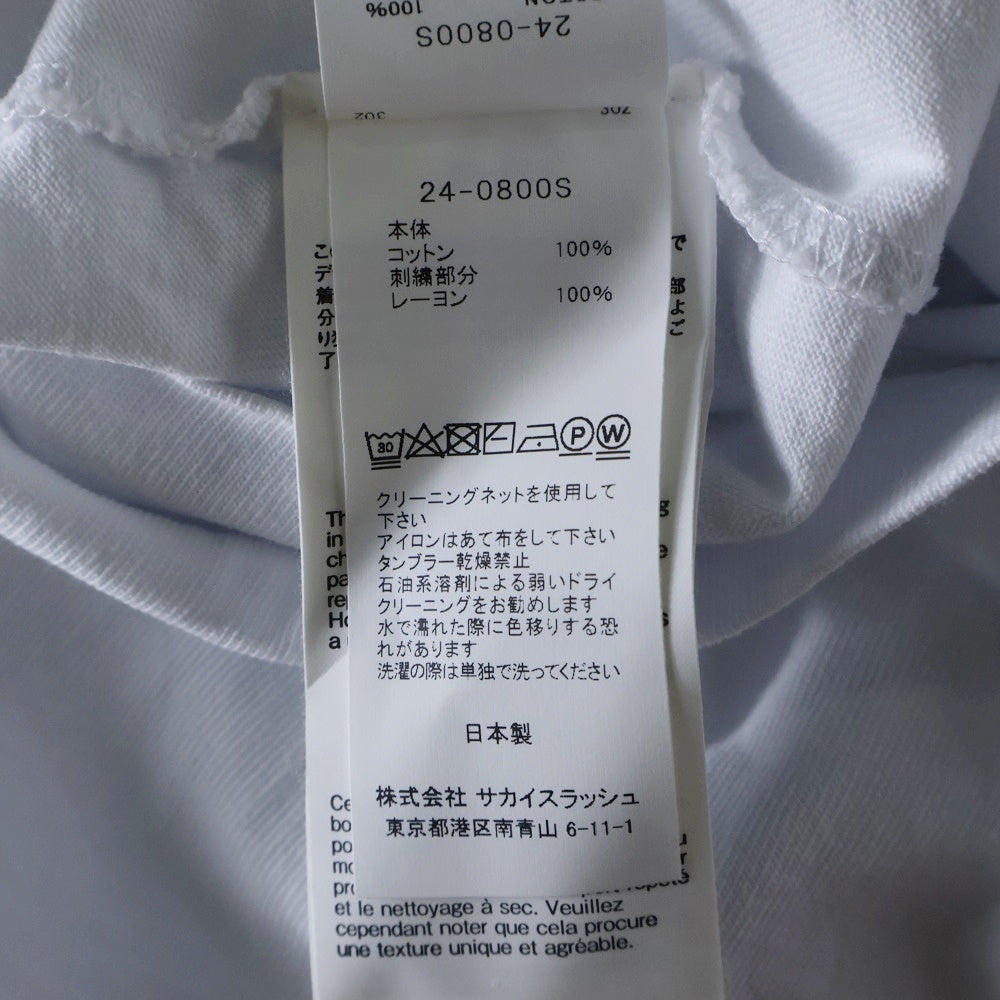 100%
24-0800S
24-0800S
本体
コットン 100%
刺繍部分
レーヨン 100%
30
P
W
クリーニングネットを使用して
下さい
アイロンはあて布をして下さい
タンブラー乾燥禁止
石油系溶剤による弱いドライ
クリーニングをお勧めします
水で濡れた際に色移りする恐
れがあります
洗濯の際は単独で洗ってください
日本製
株式会社 サカイスラッシュ
東京都港区南青山 6-11-1
et le nettoyage à sec. Veuillez
cependant noter que cela procure
une texture unique et agréable.